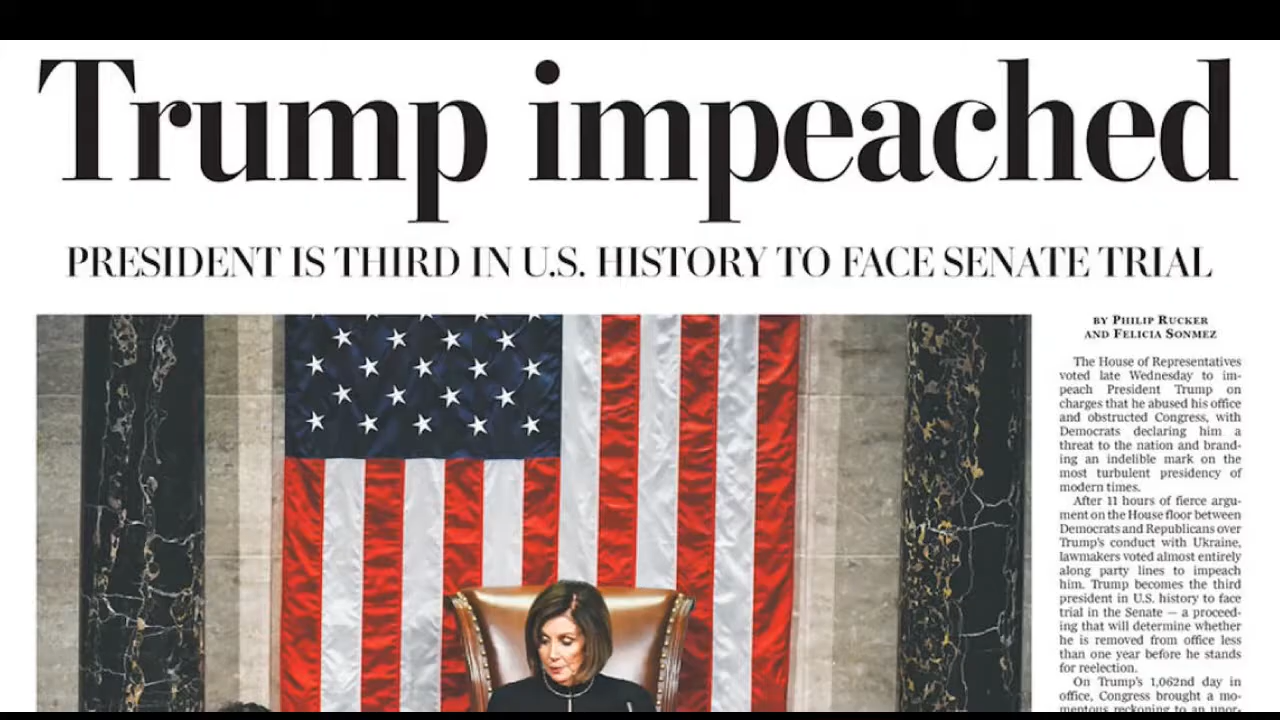 Trump impeached
PRESIDENT IS THIRD IN U.S. HISTORY TO FACE SENATE TRIAL
BY PHILIP RUCKER
AND FELICIA SONMEZ
The House of Representatives
voted late Wednesday to im-
peach President Trump on
charges that he abused his office
and obstructed Congress, with
Democrats declaring him a
threat to the nation and brand-
ing an indelible mark on the
most turbulent presidency of
modern times.
After 11 hours of fierce argu-
ment on the House floor between
Democrats and Republicans over
Trump's conduct with Ukraine,
lawmakers voted almost entirely
along party lines to impeach
him. Trump becomes the third
president in U.S. history to face
trial in the Senate — a proceed-
ing that will determine whether
he is removed from office less
than one year before he stands
for reelection.
On Trump's 1,062nd day in
office, Congress brought a mo-
mentous reckoning to an unor-